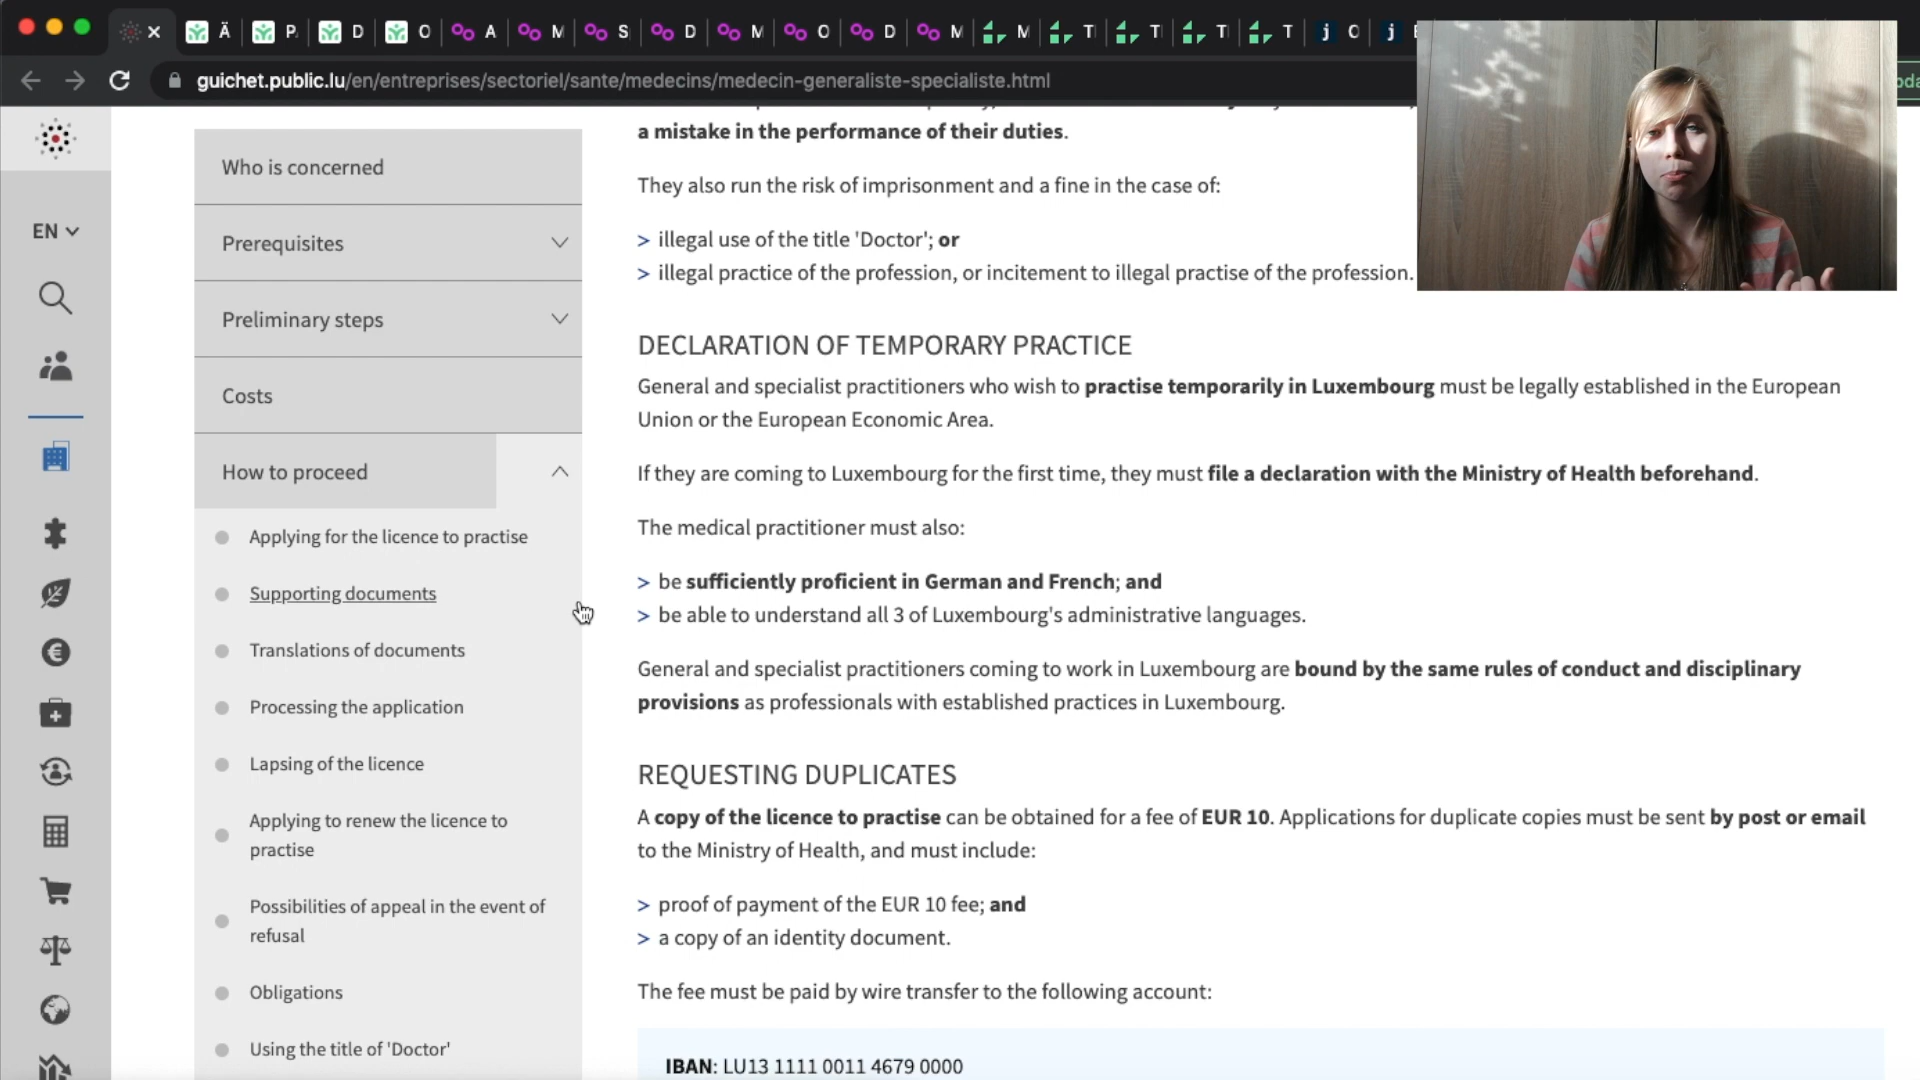 Ä
P
D
O
A
M
S
D
M
O
D
M
M
T
T
T
T
j
O
j
guichet.public.lu/en/entreprises/sectoriel/sante/medecins/medecin-generaliste-specialiste.html
EN
Who is concerned
Prerequisites
Preliminary steps
Costs
How to proceed
Applying for the licence to practise
Supporting documents
Translations of documents
Processing the application
Lapsing of the licence
Applying to renew the licence to
practise
Possibilities of appeal in the event of
refusal
Obligations
Using the title of 'Doctor'
a mistake in the performance of their duties.
They also run the risk of imprisonment and a fine in the case of:
> illegal use of the title 'Doctor'; or
> illegal practice of the profession, or incitement to illegal practise of the profession.
DECLARATION OF TEMPORARY PRACTICE
General and specialist practitioners who wish to practise temporarily in Luxembourg must be legally established in the European
Union or the European Economic Area.
If they are coming to Luxembourg for the first time, they must file a declaration with the Ministry of Health beforehand.
The medical practitioner must also:
> be sufficiently proficient in German and French; and
> be able to understand all 3 of Luxembourg's administrative languages.
General and specialist practitioners coming to work in Luxembourg are bound by the same rules of conduct and disciplinary
provisions as professionals with established practices in Luxembourg.
REQUESTING DUPLICATES
A copy of the licence to practise can be obtained for a fee of EUR 10. Applications for duplicate copies must be sent by post or email
to the Ministry of Health, and must include:
> proof of payment of the EUR 10 fee; and
> a copy of an identity document.
The fee must be paid by wire transfer to the following account:
IBAN: LU13 1111 0011 4679 0000